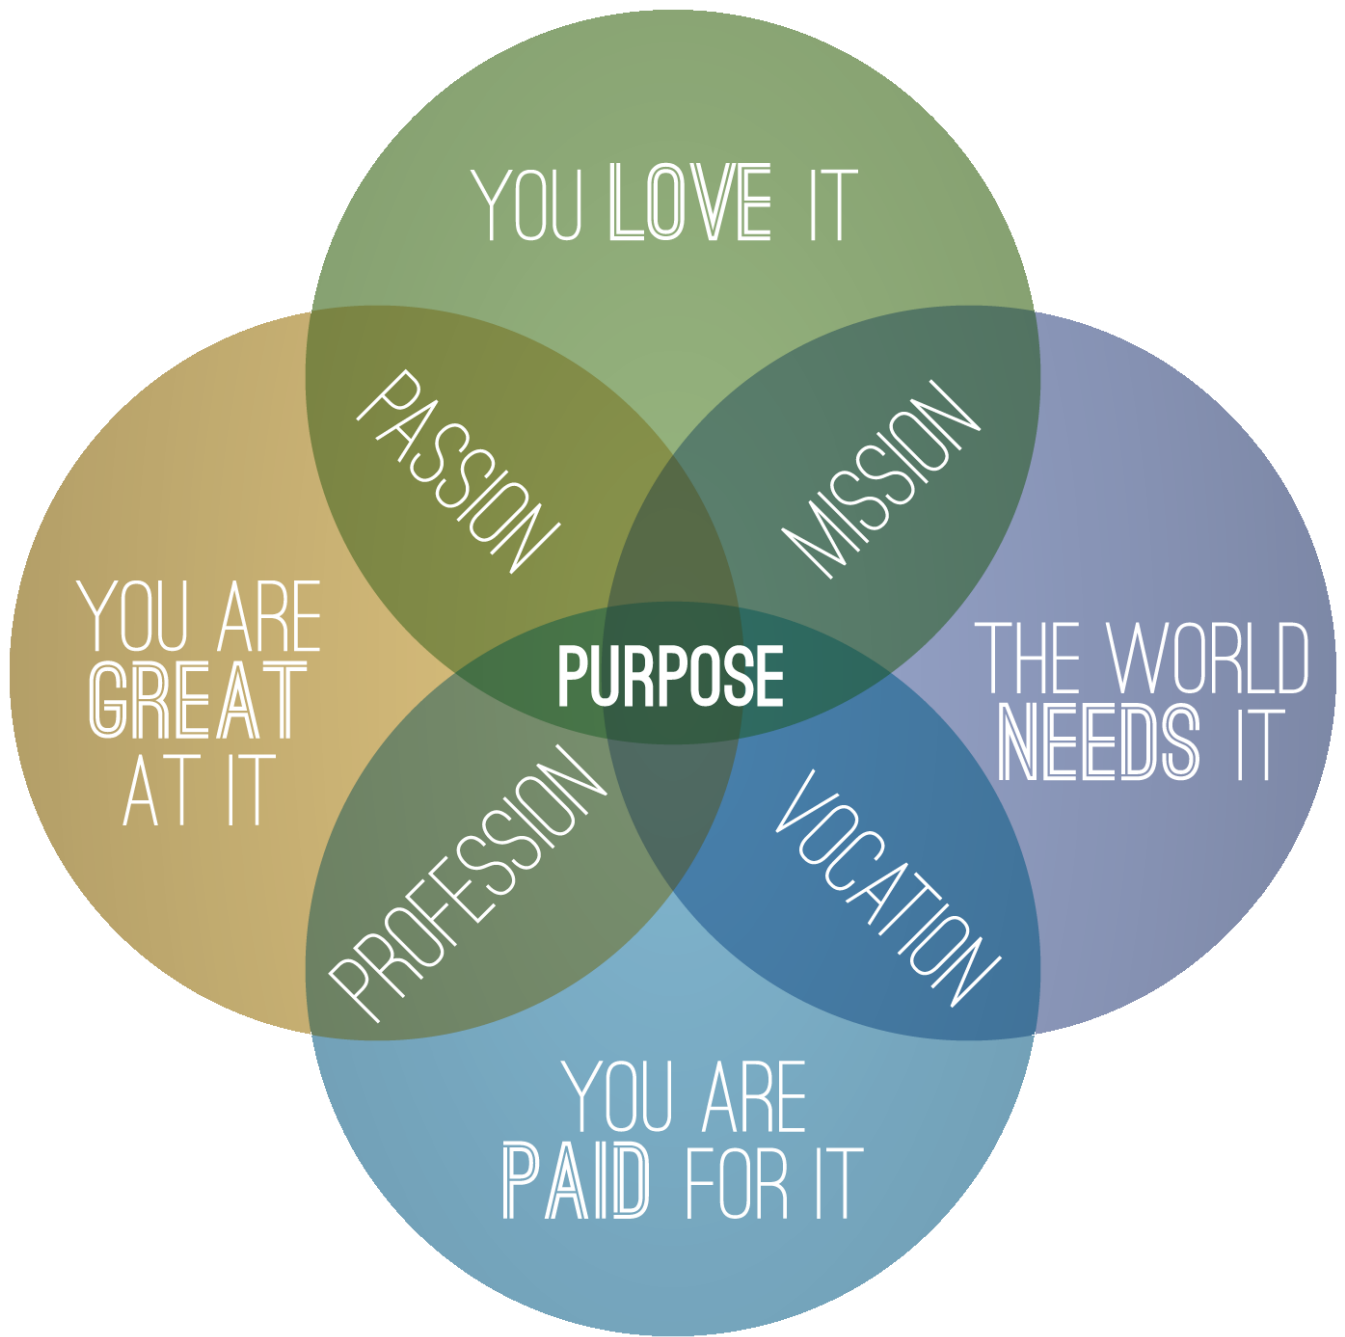 YOU LOVE IT
PASSION
MISSION
YOU ARE
GREAT
AT IT
PURPOSE
THE WORLD
NEEDS IT
PROFESSION
VOCATION
YOU ARE
PAID FOR IT